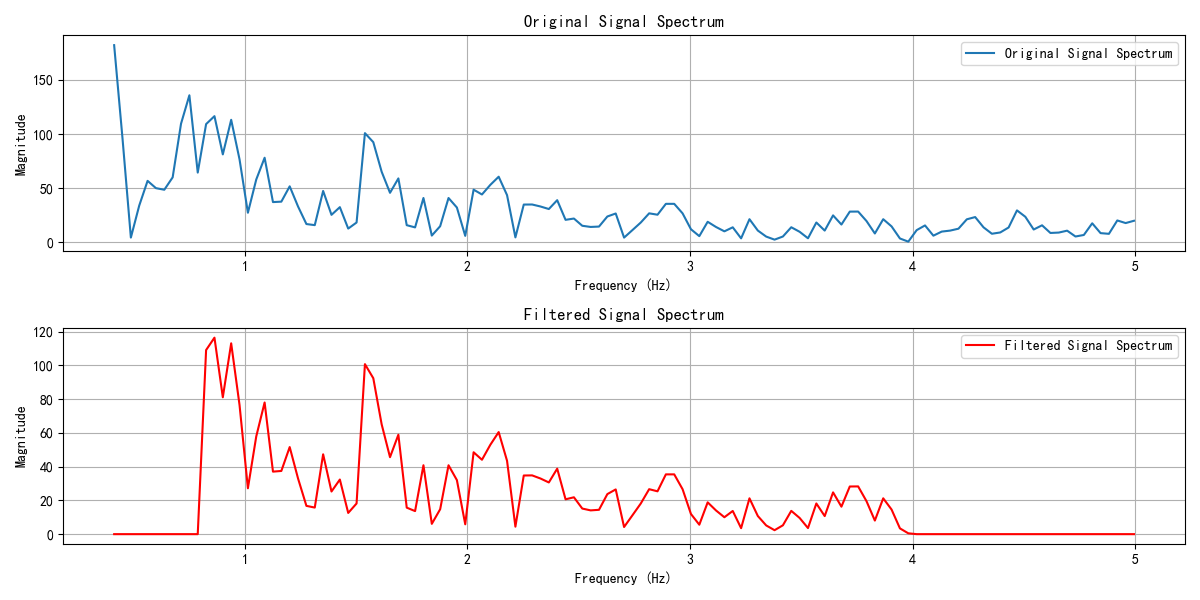 Original Signal Spectrum
Original Signal Spectrum
Magnitude
150
100
50
0
1 2 3 4 5
Frequency (Hz)
Filtered Signal Spectrum
Filtered Signal Spectrum
Magnitude
120
100
80
60
40
20
0
1 2 3 4 5
Frequency (Hz)